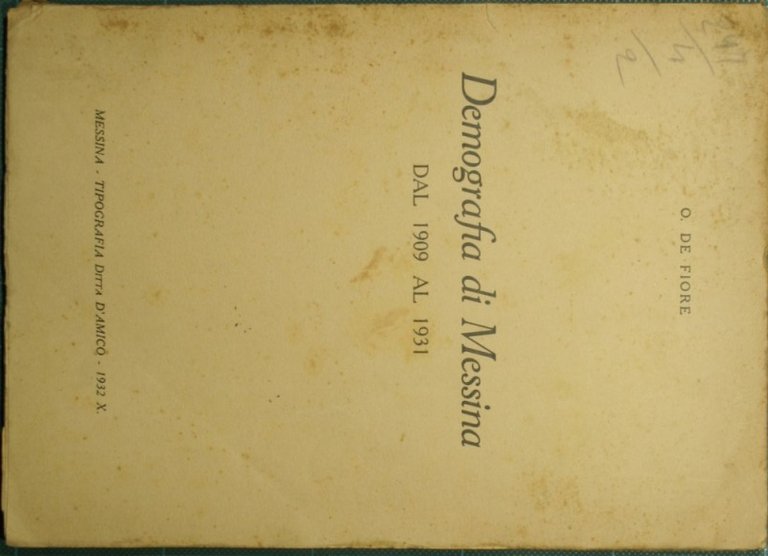 O. DE FIORE
Demografia di Messina
DAL 1909 AL 1931
MESSINA - TIPOGRAFIA DITTA D'AMICO - 1932 X.